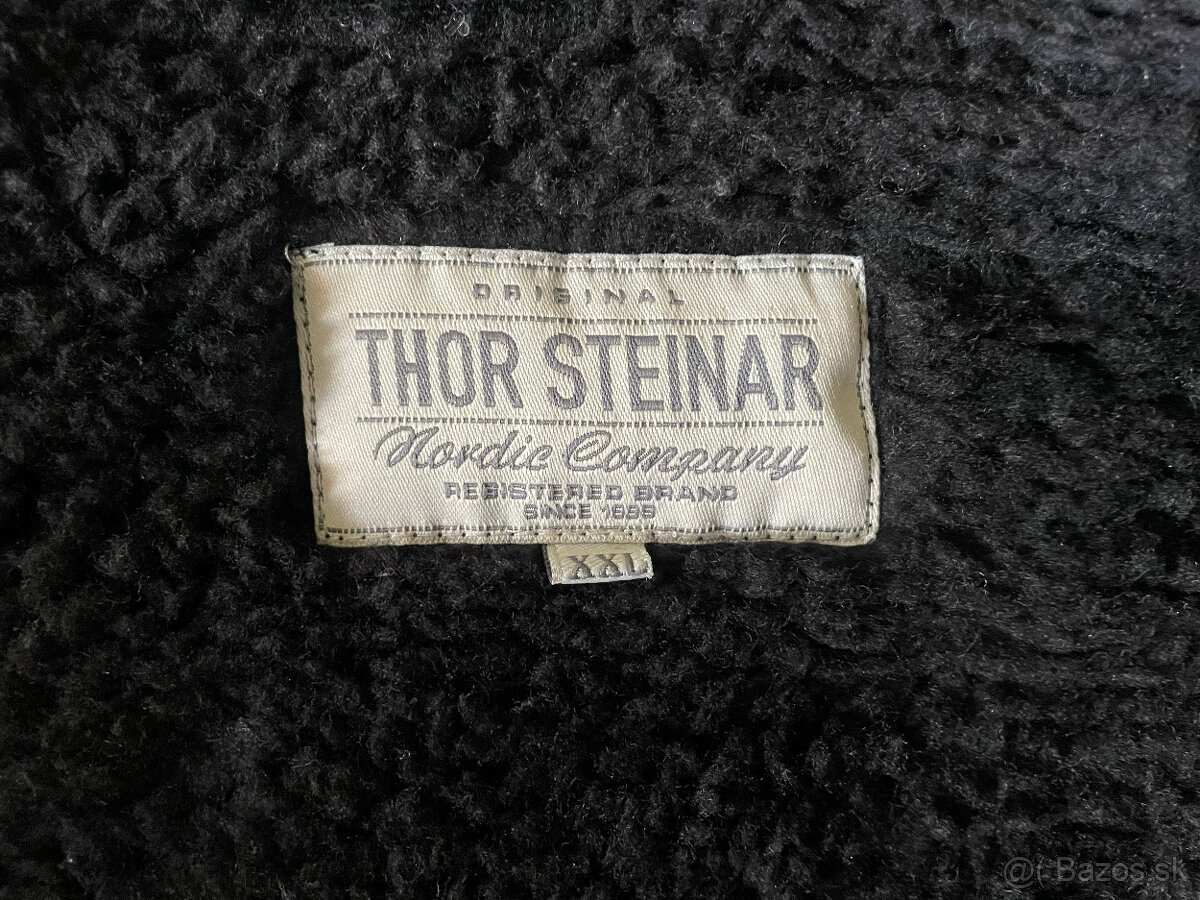 ORIGINAL
THOR STEINAR
Nordic Company
REGISTERED BRAND
SINCE 1999
XXL
@( Bazos.sk